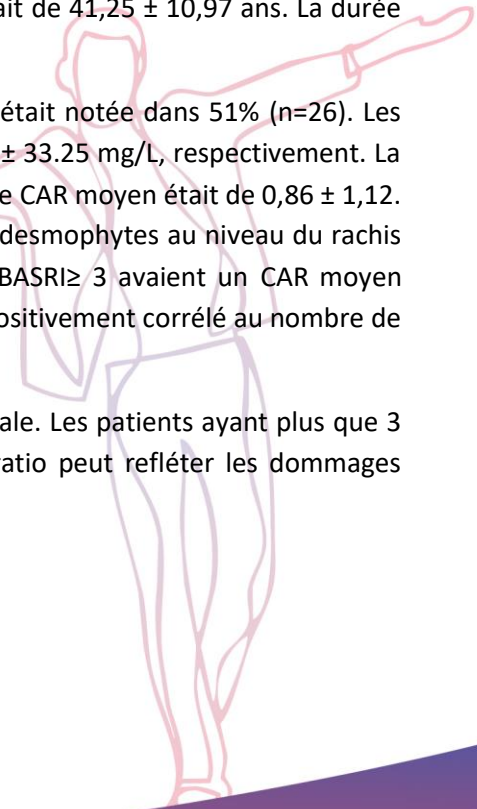 ait de 41,25 ± 10,97 ans. La durée
était notée dans 51% (n=26). Les
± 33.25 mg/L, respectivement. La
e CAR moyen était de 0,86 ± 1,12.
desmophytes au niveau du rachis
BASRI≥ 3 avaient un CAR moyen
ositivement corrélé au nombre de
ale. Les patients ayant plus que 3
ratio peut refléter les dommages